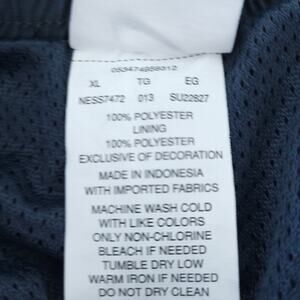 053474958312
XL TG EG
NESS7472 013 SU22827
100% POLYESTER
LINING
100% POLYESTER
EXCLUSIVE OF DECORATION
MADE IN INDONESIA
WITH IMPORTED FABRICS
MACHINE WASH COLD
WITH LIKE COLORS
ONLY NON-CHLORINE
BLEACH IF NEEDED
TUMBLE DRY LOW
WARM IRON IF NEEDED
DO NOT DRY CLEAN